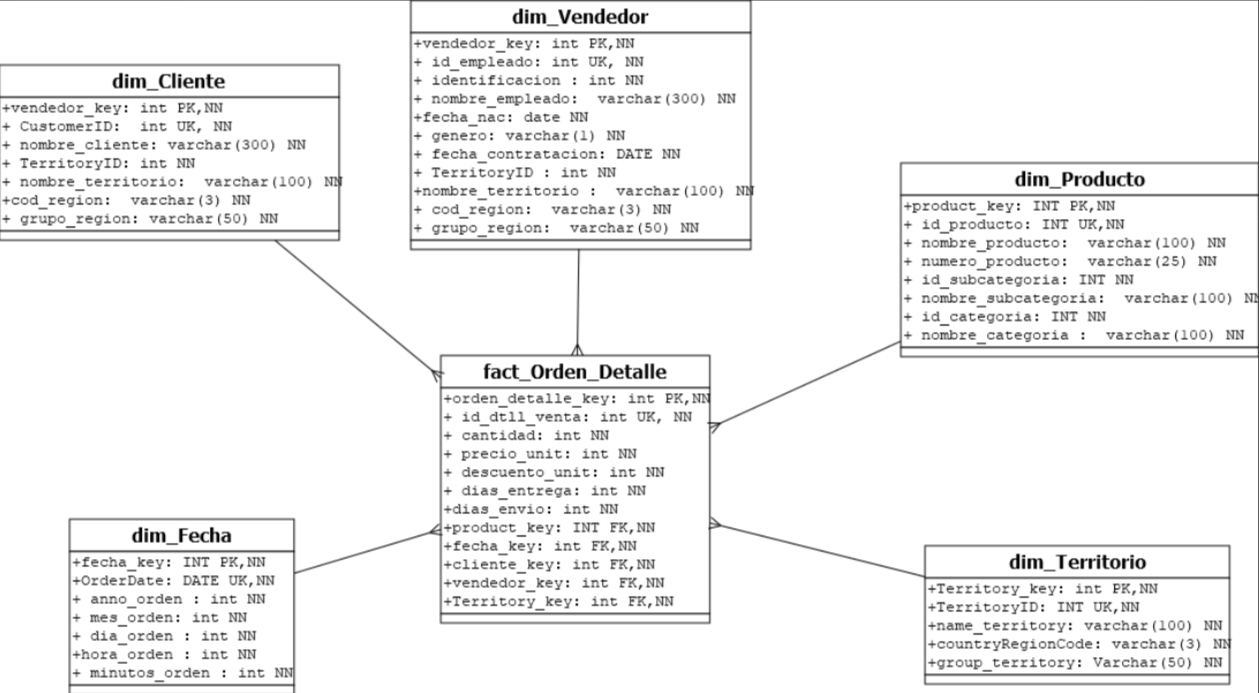 dim_Vendedor
+vendedor_key: int PK,NN
+ id_empleado: int UK, NN
+ identificacion : int NN
+ nombre_empleado:  varchar(300) NN
+fecha_nac: date NN
+ genero: varchar(1) NN
+ fecha_contratacion: DATE NN
+ TerritoryID : int NN
+nombre_territorio :  varchar(100) NN
+ cod_region:  varchar(3) NN
+ grupo_region:  varchar(50) NN
dim_Cliente
+vendedor_key: int PK,NN
+ CustomerID:  int UK, NN
+ nombre_cliente: varchar(300) NN
+ TerritoryID: int NN
+ nombre_territorio:  varchar(100) NN
+cod_region:  varchar(3) NN
+ grupo_region: varchar(50) NN
dim_Producto
+product_key: INT PK,NN
+ id_producto: INT UK,NN
+ nombre_producto:  varchar(100) NN
+ numero_producto:  varchar(25) NN
+ id_subcategoria: INT NN
+ nombre_subcategoria:  varchar(100) NN
+ id_categoria: INT NN
+ nombre_categoria :  varchar(100) NN
fact_Orden_Detalle
+orden_detalle_key: int PK,NN
+ id_dtll_venta: int UK, NN
+ cantidad: int NN
+ precio_unit: int NN
+ descuento_unit: int NN
+ dias_entrega: int NN
+dias_envio: int NN
+product_key: INT FK,NN
+fecha_key: int FK,NN
+cliente_key: int FK,NN
+vendedor_key: int FK,NN
+Territory_key: int FK,NN
dim_Fecha
+fecha_key: INT PK,NN
+OrderDate: DATE UK,NN
+ anno_orden : int NN
+ mes_orden: int NN
+ dia_orden : int NN
+hora_orden : int NN
+ minutos_orden : int NN
dim_Territorio
+Territory_key: int PK,NN
+TerritoryID: INT UK,NN
+name_territory: varchar(100) NN
+countryRegionCode: varchar(3) NN
+group_territory: Varchar(50) NN